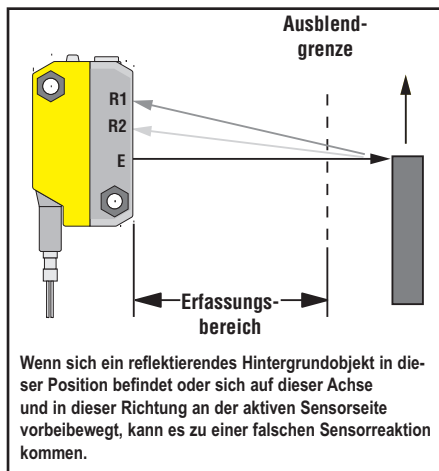 Ausblend-
grenze
R1
R2
E
Erfassungs-
bereich
Wenn sich ein reflektierendes Hintergrundobjekt in die-
ser Position befindet oder sich auf dieser Achse
und in dieser Richtung an der aktiven Sensorseite
vorbeibewegt, kann es zu einer falschen Sensorreaktion
kommen.